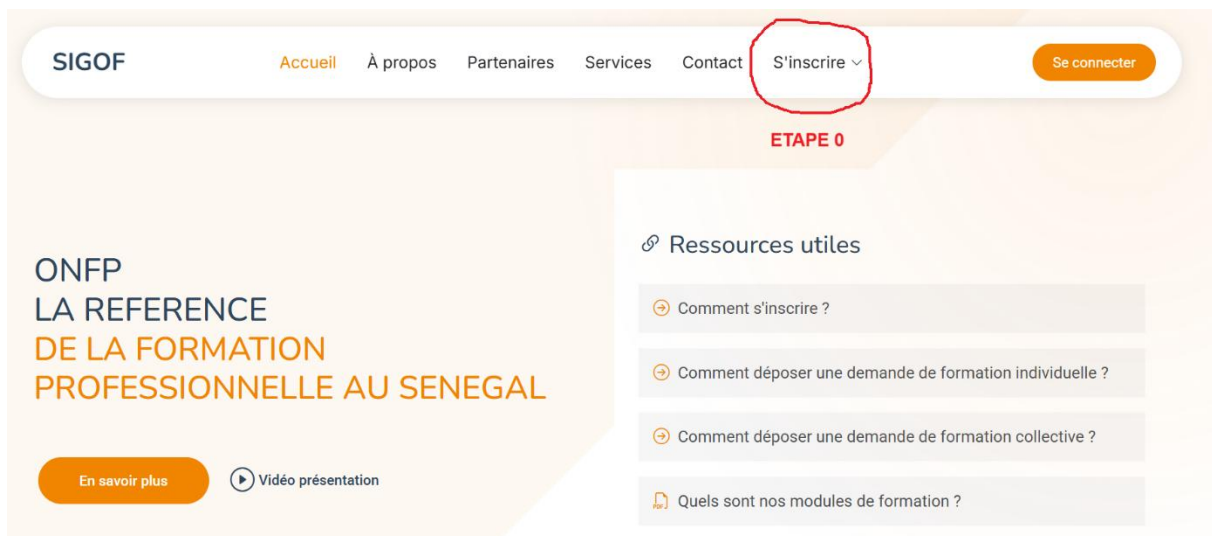 SIGOF
Accueil À propos Partenaires Services Contact S'inscrire
Se connecter
ETAPE 0
ONFP
LA REFERENCE
DE LA FORMATION
PROFESSIONNELLE AU SENEGAL
En savoir plus
Vidéo présentation
Ressources utiles
Comment s'inscrire ?
Comment déposer une demande de formation individuelle ?
Comment déposer une demande de formation collective ?
PDF
Quels sont nos modules de formation ?